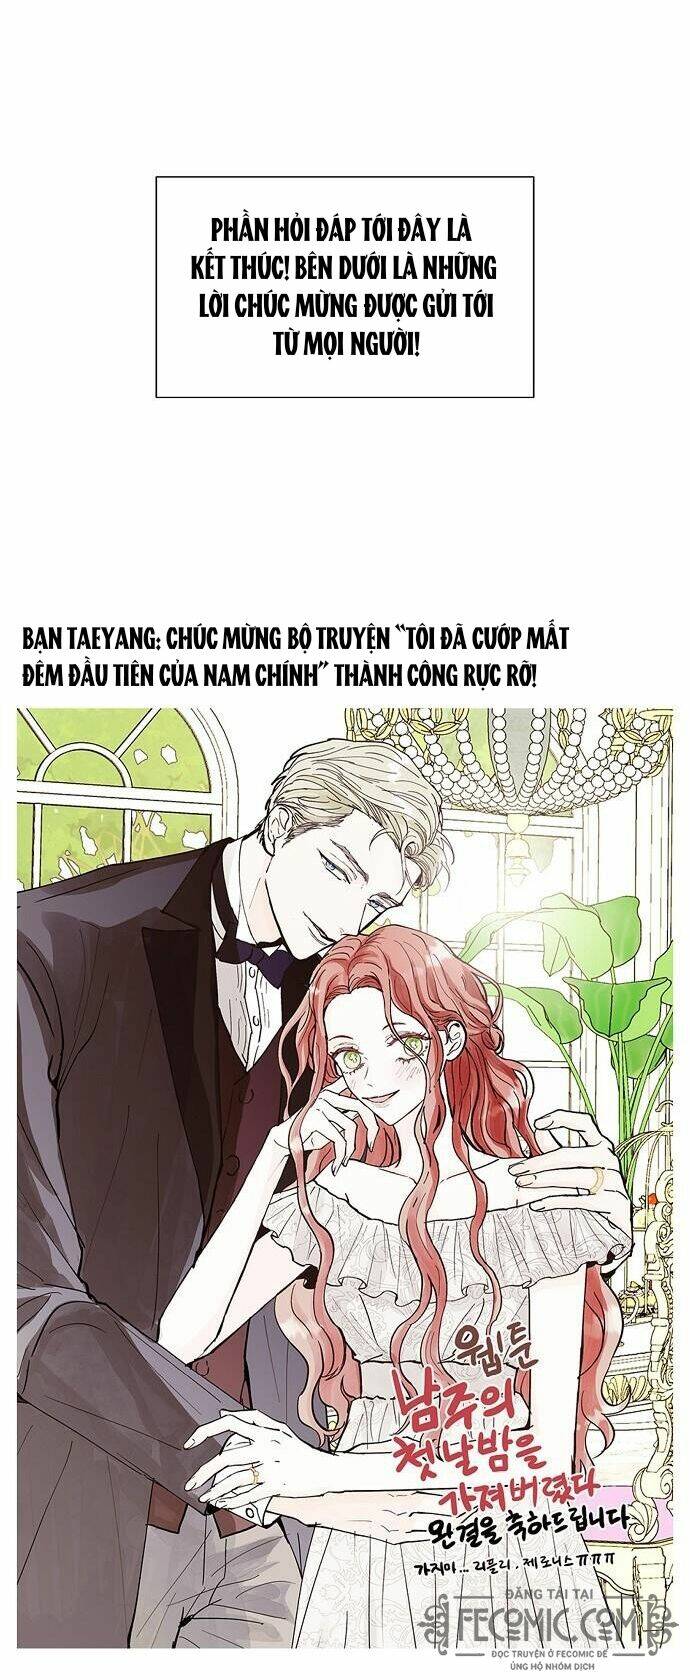 PHẦN HỎI ĐÁP TỚI ĐÂY LÀ
KẾT THÚC! BÊN DƯỚI LÀ NHỮNG
LỜI CHÚC MỪNG ĐƯỢC GỬI TỚI
TỪ MỌI NGƯỜI!
BẠN TAEYANG: CHÚC MỪNG BỘ TRUYỆN “TÔI ĐÃ CƯỚP MẤT
ĐÊM ĐẦU TIÊN CỦA NAM CHÍNH” THÀNH CÔNG RỰC RỠ!
웹툰
남주의
첫날밤을
가져버렸다
완결을 축하드립니다
가지마... 리플리, 제로니스 ㅠㅠㅠ
ĐĂNG TẢI TẠI
FECOMIC.COM
ĐỌC TRUYỆN Ở FECOMIC ĐỂ
ỦNG HỘ NHÓM DỊCH